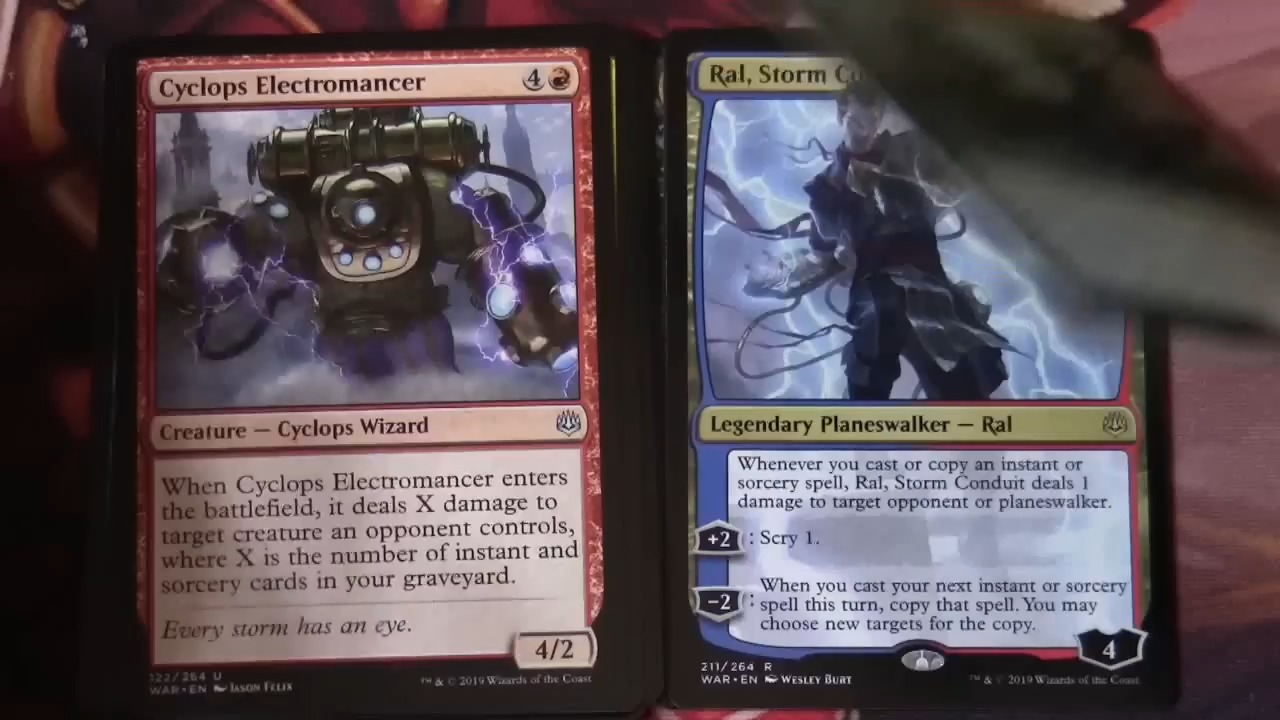 Cyclops Electromancer 4
Creature — Cyclops Wizard
When Cyclops Electromancer enters
the battlefield, it deals X damage to
target creature an opponent controls,
where X is the number of instant and
sorcery cards in your graveyard.
Every storm has an eye.
4/2
122/264 U
WAR • EN Jason Felix
™ & © 2019 Wizards of the Coast
Ral, Storm
Legendary Planeswalker — Ral
Whenever you cast or copy an instant or
sorcery spell, Ral, Storm Conduit deals 1
damage to target opponent or planeswalker.
+2 : Scry 1.
When you cast your next instant or sorcery
−2 : spell this turn, copy that spell. You may
choose new targets for the copy.
4
211/264 R
WAR • EN Wesley Burt
™ & © 2019 Wizards of the Coast